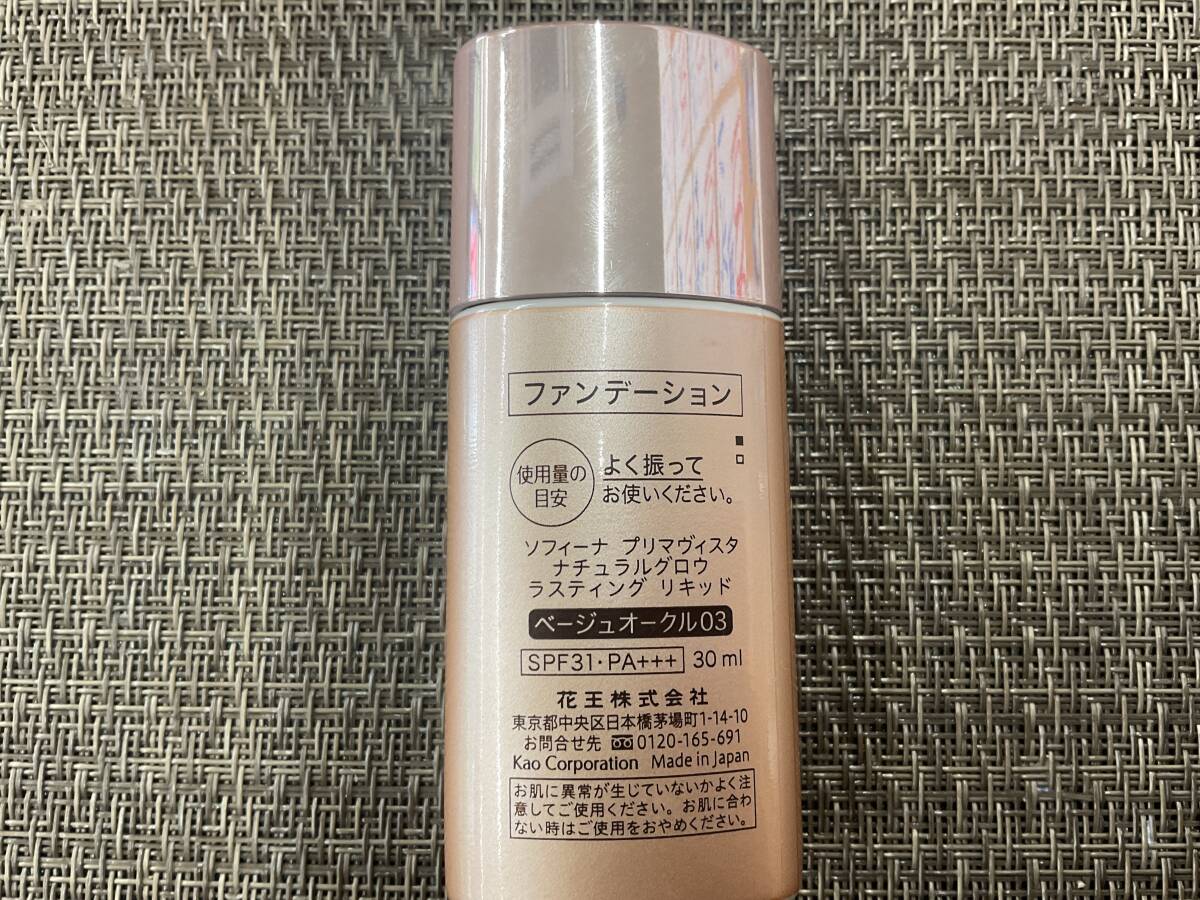 ファンデーション
使用量の
目安
よく振って
お使いください。
ソフィーナ プリマヴィスタ
ナチュラルグロウ
ラスティング リキッド
ベージュオークル03
SPF31・PA+++ 30 ml
花王株式会社
東京都中央区日本橋茅場町1-14-10
お問合せ先 0120-165-691
Kao Corporation Made in Japan
お肌に異常が生じていないかよく注
意してご使用ください。お肌に合わ
ない時はご使用をおやめください。